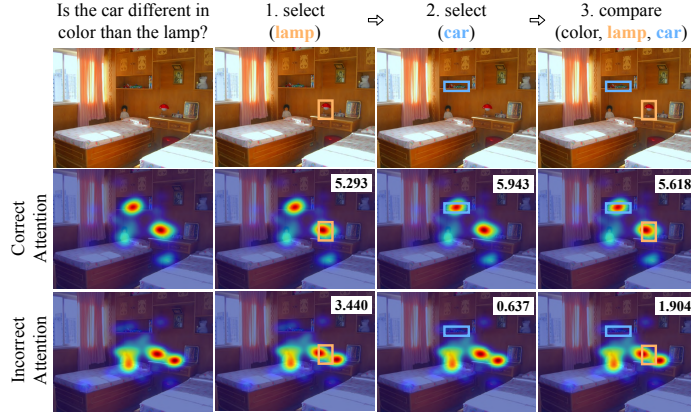 Is the car different in
color than the lamp?
1. select
(lamp)
⇨
2. select
(car)
⇨
3. compare
(color, lamp, car)
Correct
Attention
5.293
5.943
5.618
Incorrect
Attention
3.440
0.637
1.904